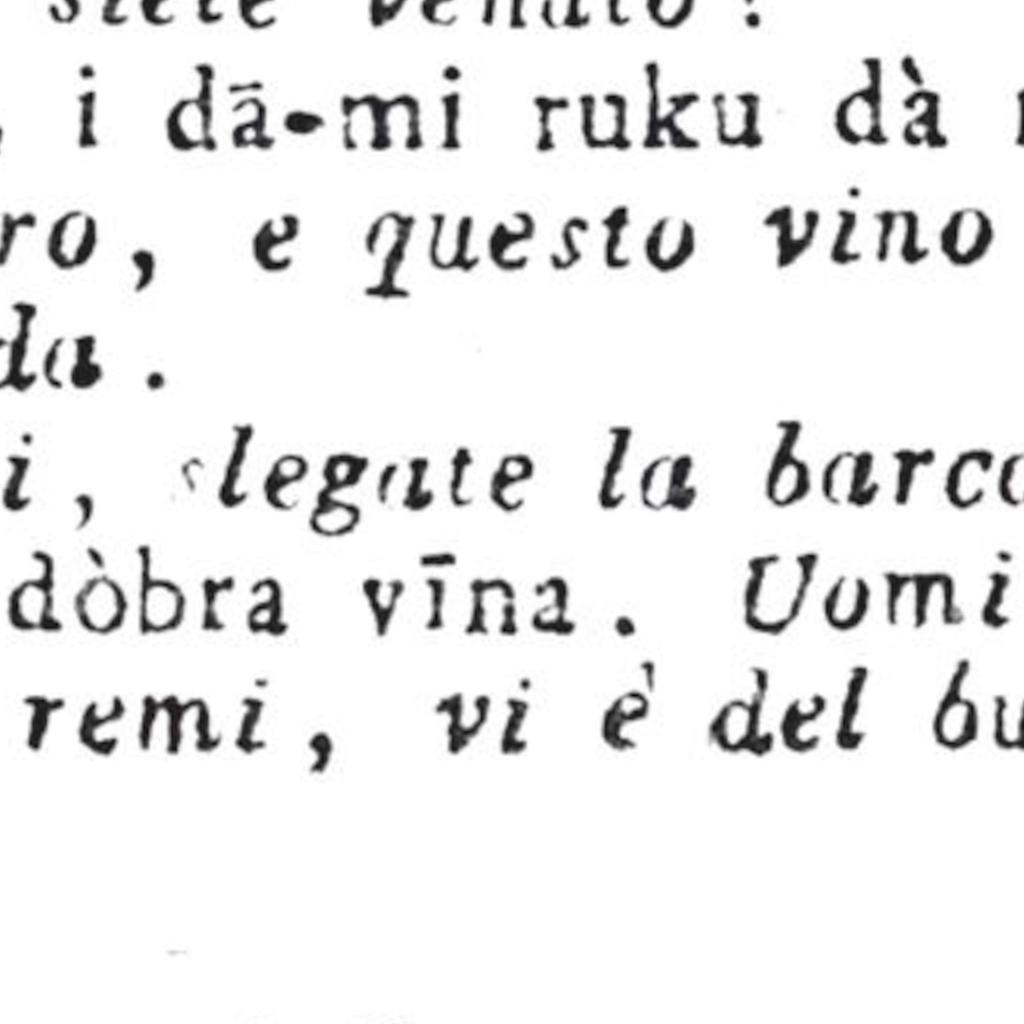 siete venuto?
, i dā-mi ruku dà
ro, e questo vino
da.
i, slegate la barca
dòbra vīna. Uomi
remi, vi è del bu